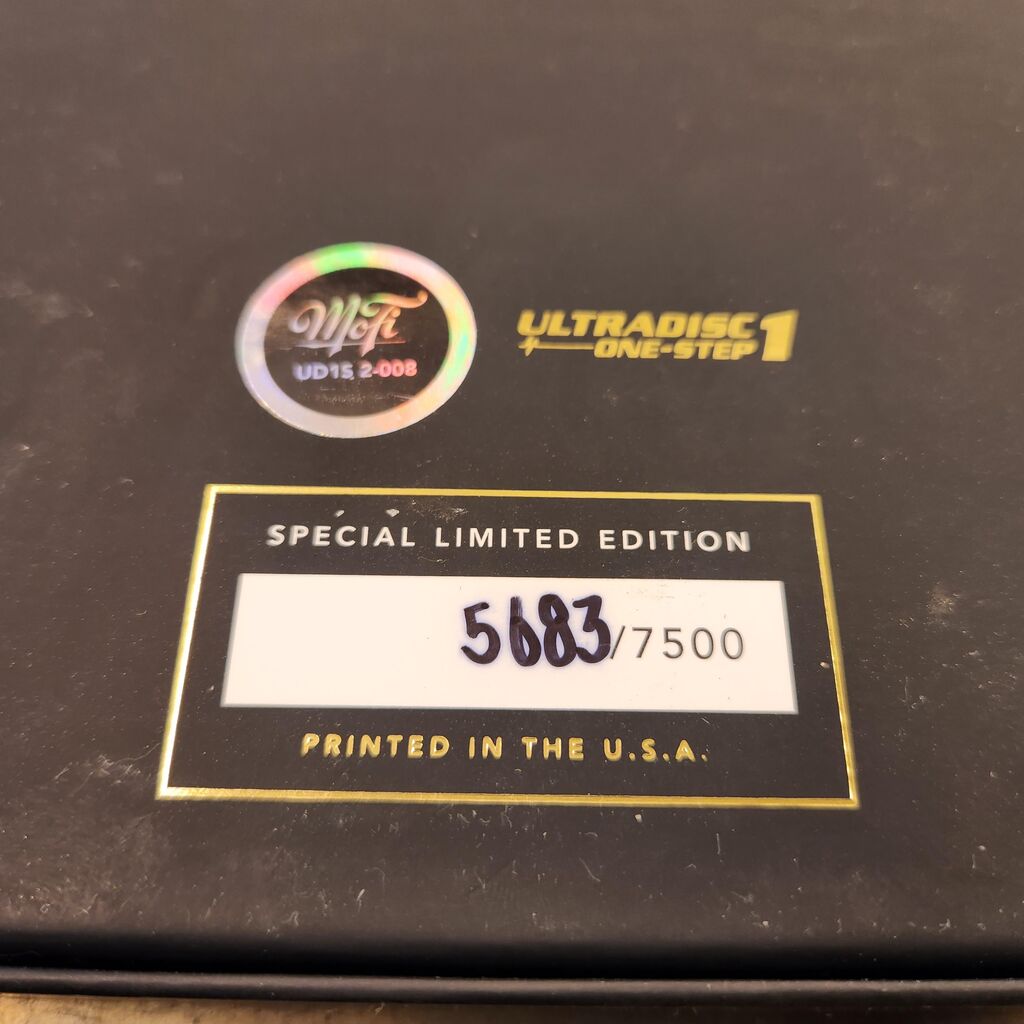 MoFi
UD1S 2-008
ULTRADISC
ONE-STEP 1
SPECIAL LIMITED EDITION
5683/7500
PRINTED IN THE U.S.A.